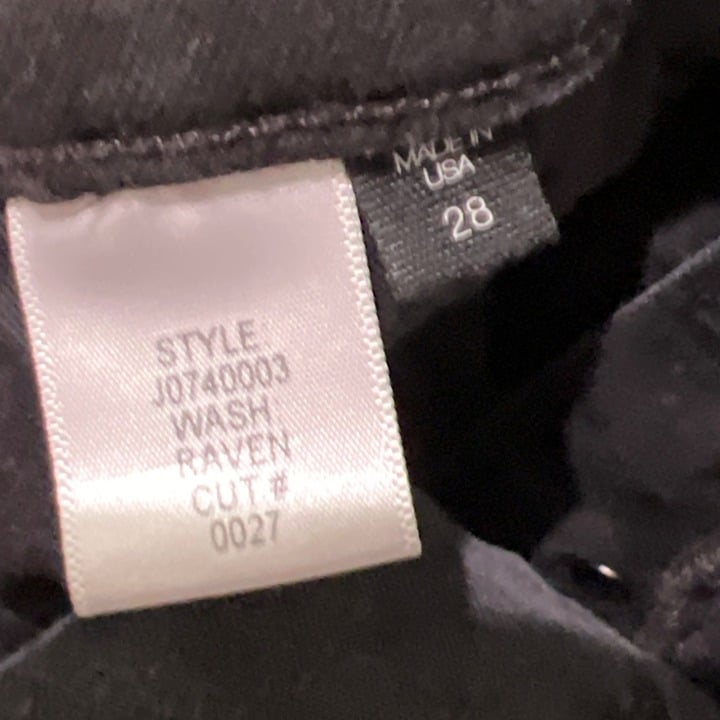 MADE IN
USA
28
STYLE:
J0740003
WASH:
RAVEN
CUT #
0027